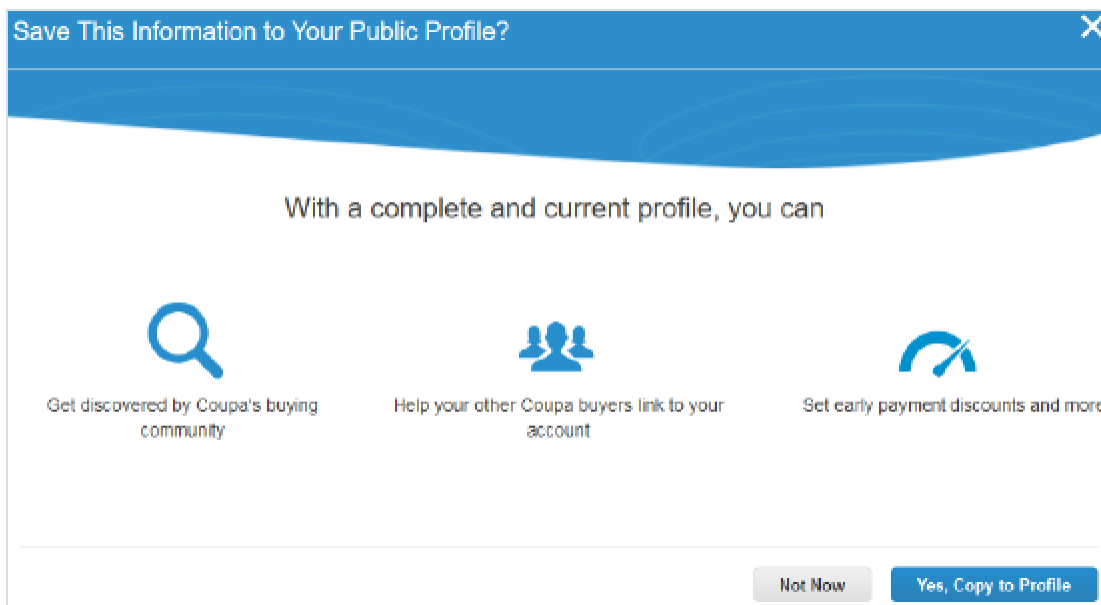 Save This Information to Your Public Profile?
With a complete and current profile, you can
Get discovered by Coupa's buying
community
Help your other Coupa buyers link to your
account
Set early payment discounts and more
Not Now
Yes, Copy to Profile